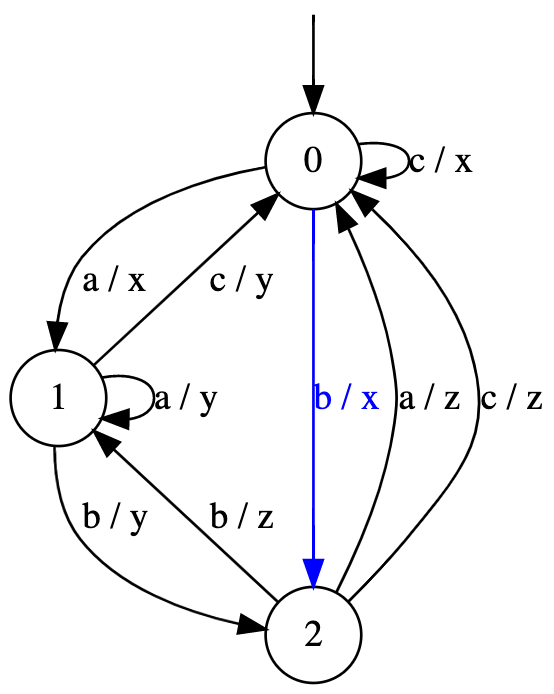 0
c / x
a / x
c / y
1
a / y
b / x
a / z
c / z
b / y
b / z
2